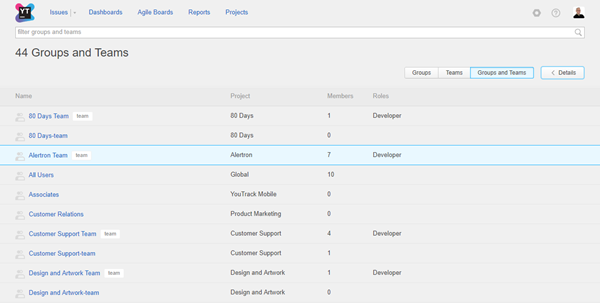 YT
Issues Dashboards Agile Boards Reports Projects
filter groups and teams
44 Groups and Teams
Groups Teams Groups and Teams < Details
Name Project Members Roles
80 Days Team team 80 Days 1 Developer
80 Days-team 80 Days 0
Alertron Team team Alertron 7 Developer
All Users Global 10
Associates YouTrack Mobile 0
Customer Relations Product Marketing 0
Customer Support Team team Customer Support 4 Developer
Customer Support-team Customer Support 1
Design and Artwork Team team Design and Artwork 1 Developer
Design and Artwork-team Design and Artwork 0